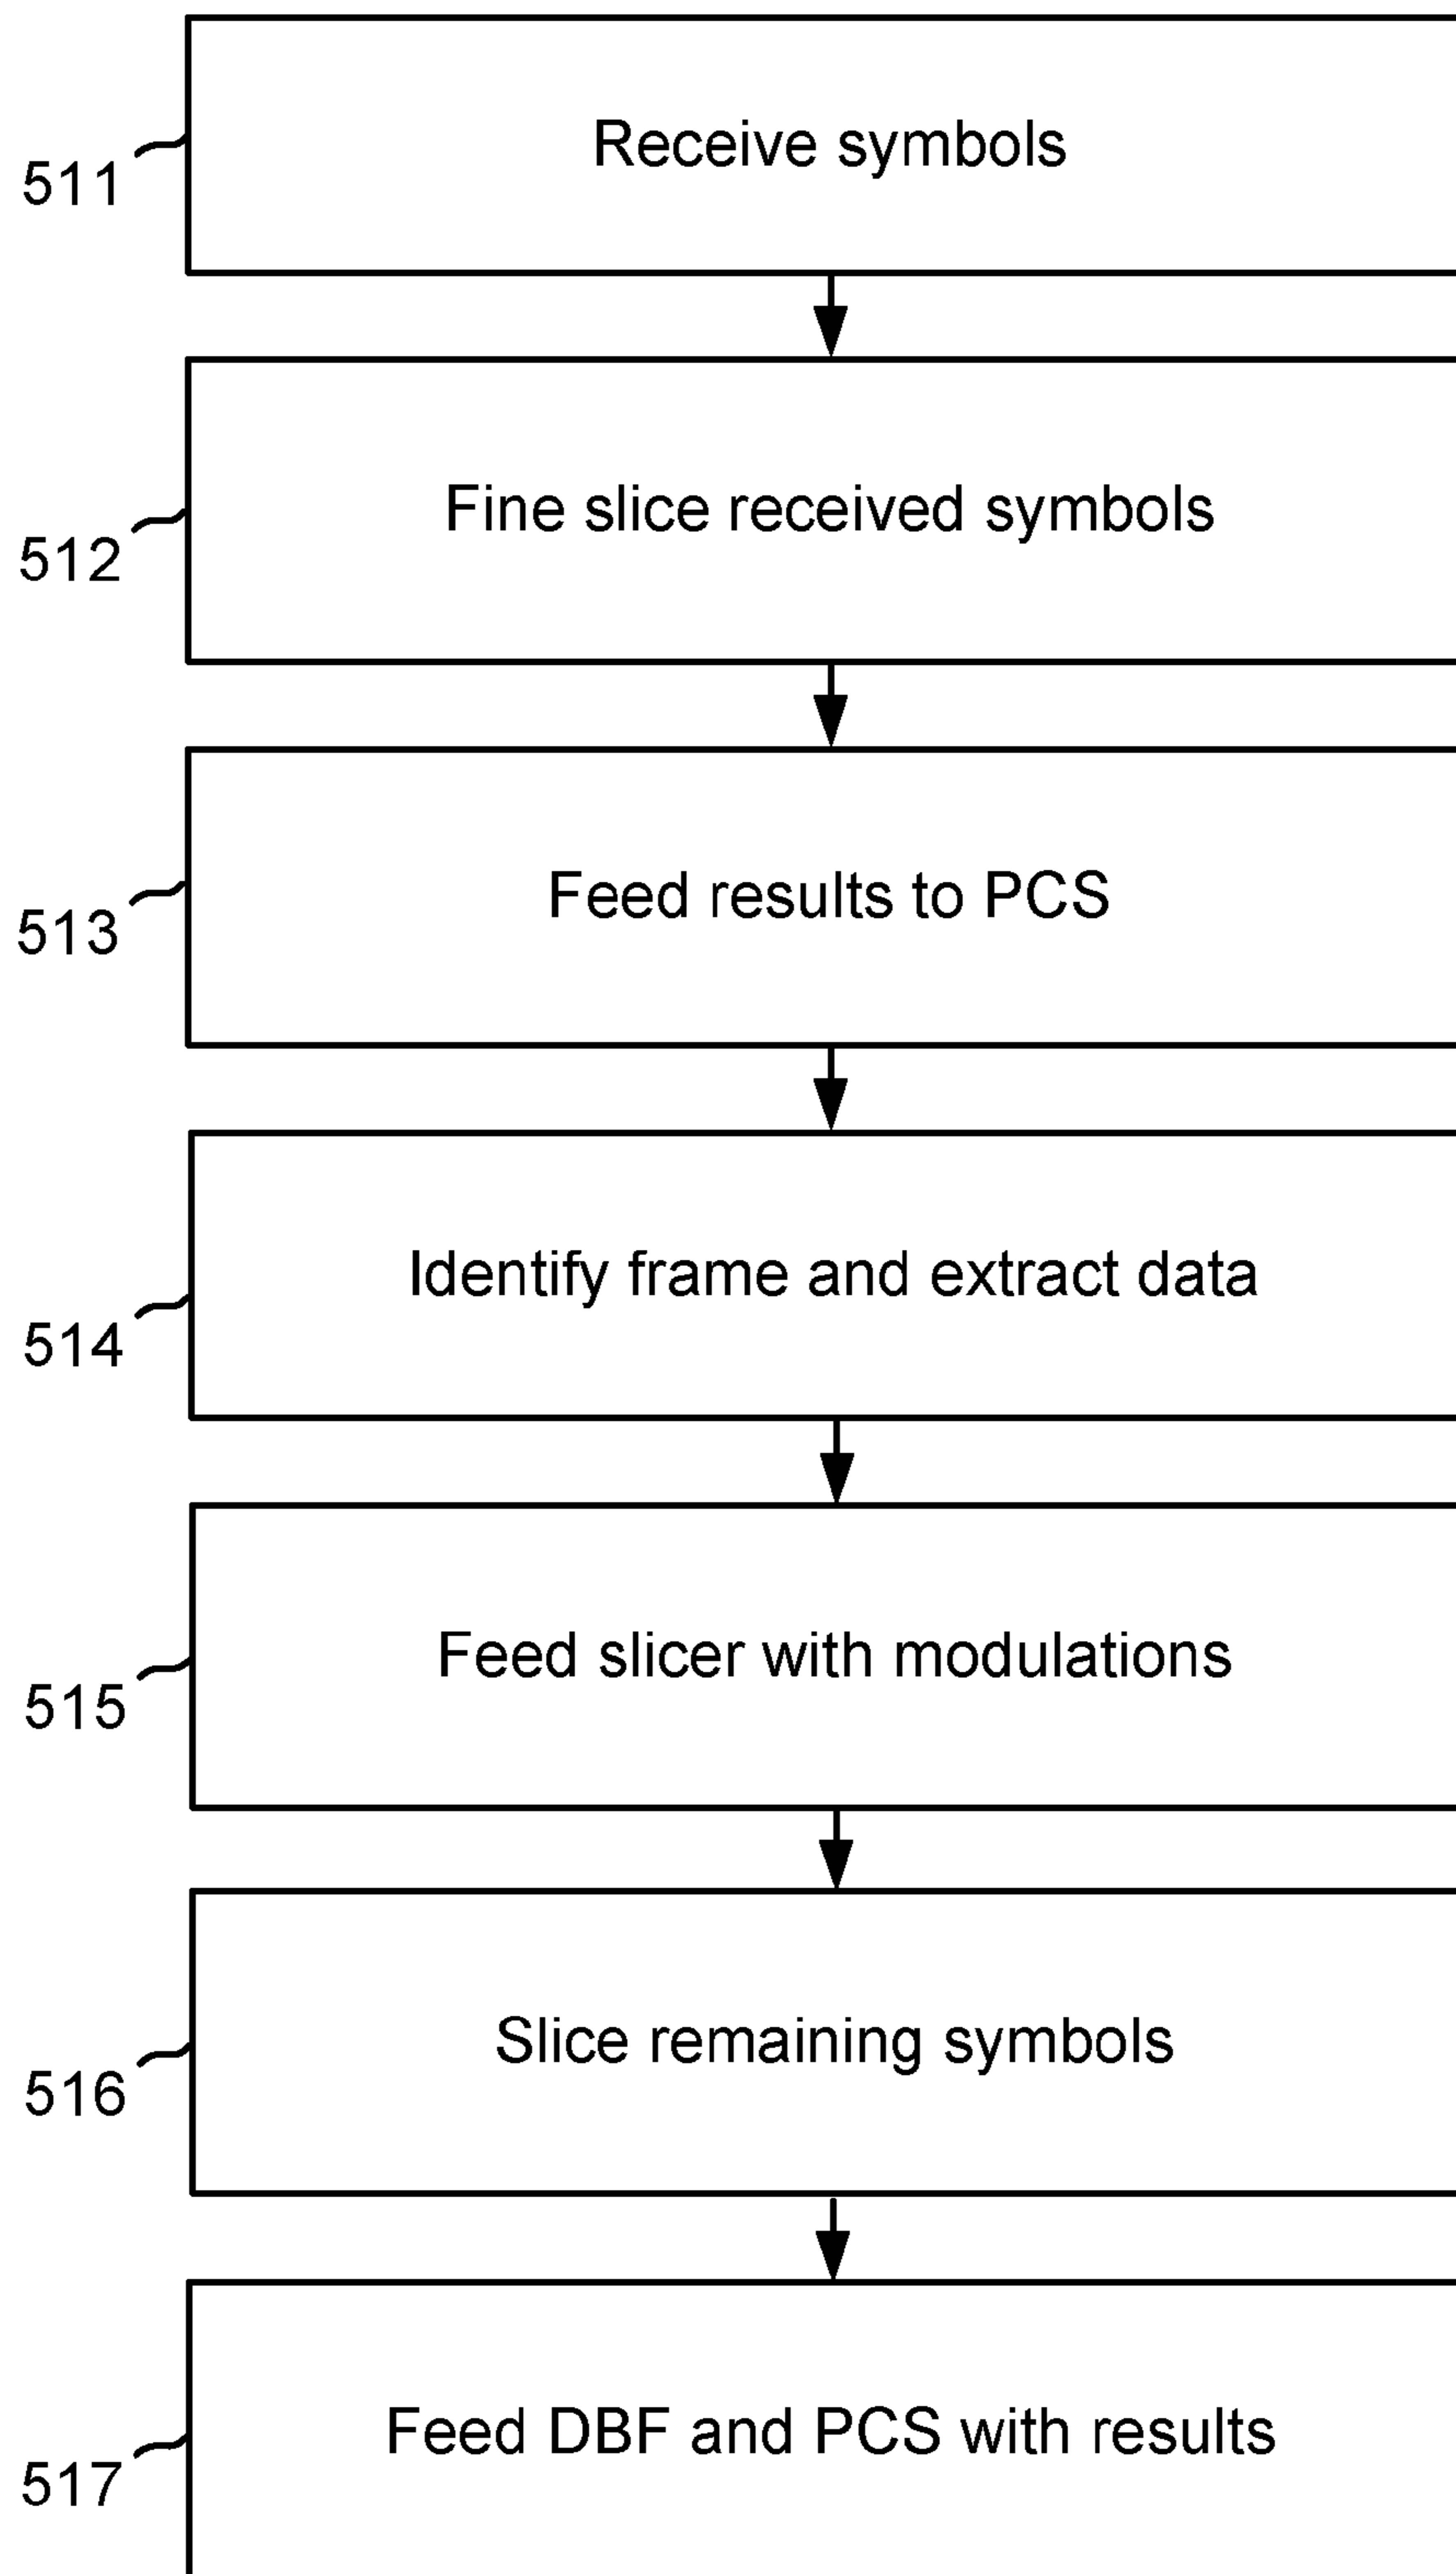 Receive symbols
511
Fine slice received symbols
512
Feed results to PCS
513
Identify frame and extract data
514
Feed slicer with modulations
515
Slice remaining symbols
516
Feed DBF and PCS with results
517